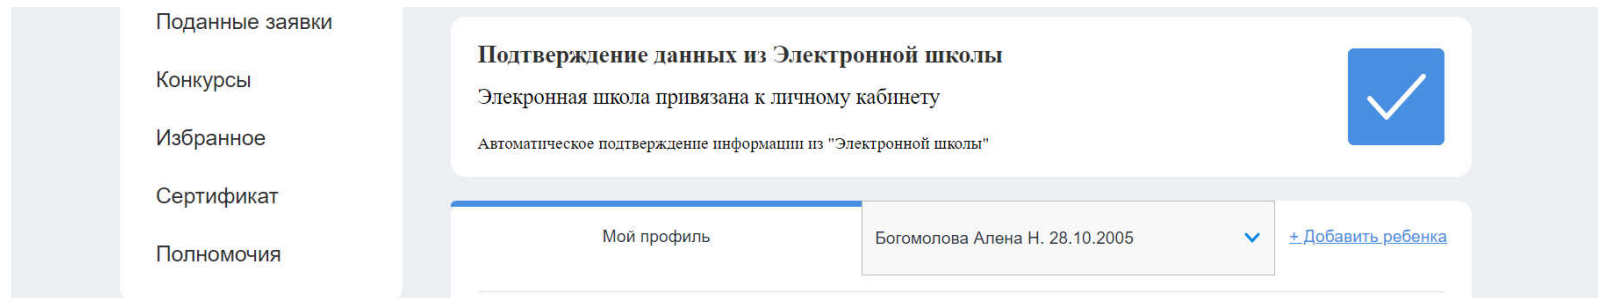 Поданные заявки
Конкурсы
Избранное
Сертификат
Полномочия
Подтверждение данных из Электронной школы
Элекронная школа привязана к личному кабинету
Автоматическое подтверждение информации из "Электронной школы"
Мой профиль
Богомолова Алена Н. 28.10.2005
+ Добавить ребенка